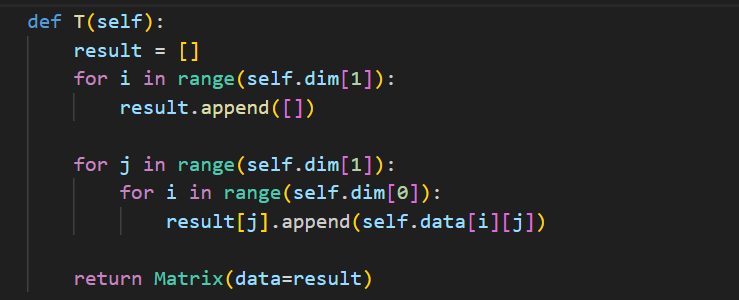 def T(self):
    result = []
    for i in range(self.dim[1]):
        result.append([])

    for j in range(self.dim[1]):
        for i in range(self.dim[0]):
            result[j].append(self.data[i][j])

    return Matrix(data=result)